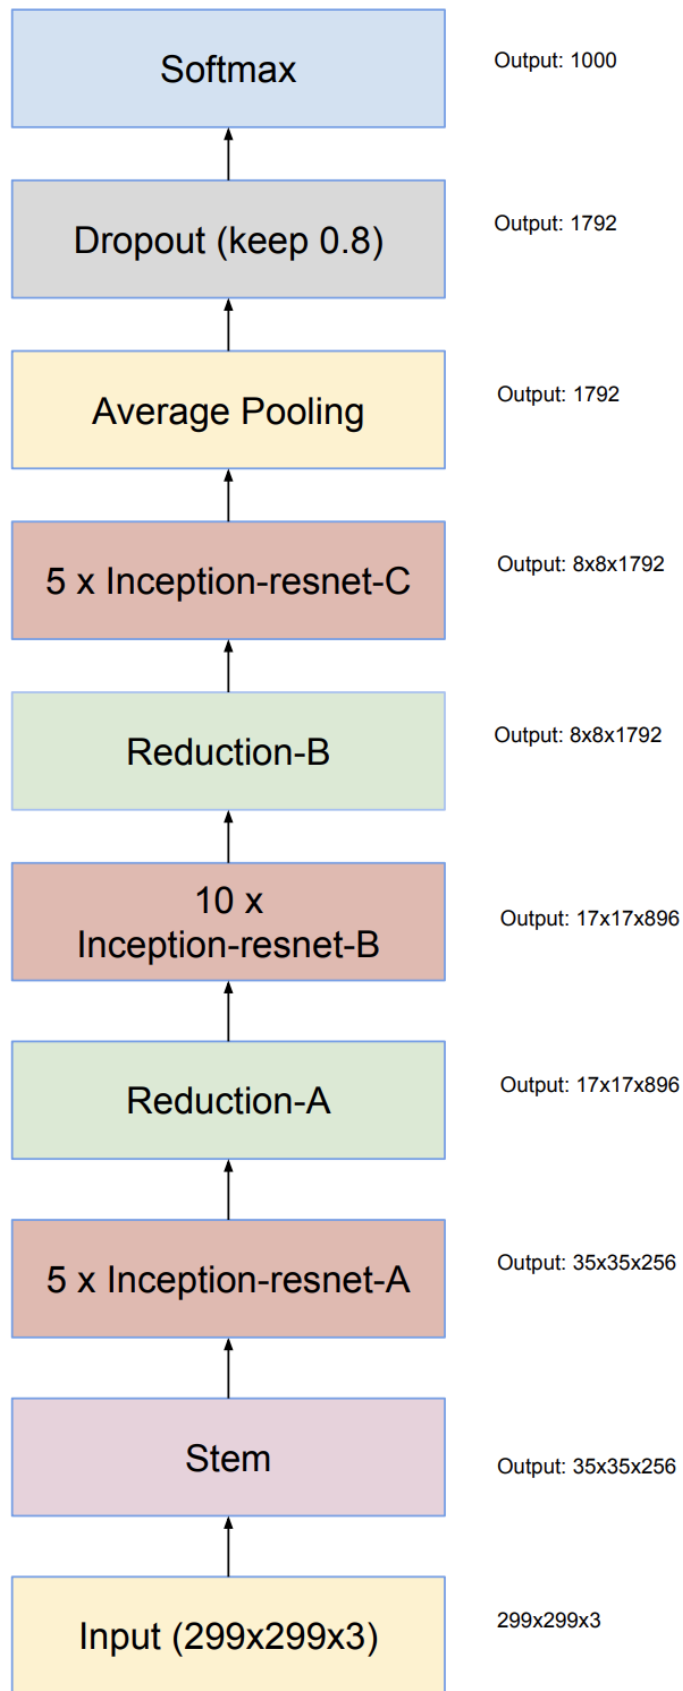 Softmax
Output: 1000
Dropout (keep 0.8)
Output: 1792
Average Pooling
Output: 1792
5 x Inception-resnet-C
Output: 8x8x1792
Reduction-B
Output: 8x8x1792
10 x
Inception-resnet-B
Output: 17x17x896
Reduction-A
Output: 17x17x896
5 x Inception-resnet-A
Output: 35x35x256
Stem
Output: 35x35x256
Input (299x299x3)
299x299x3